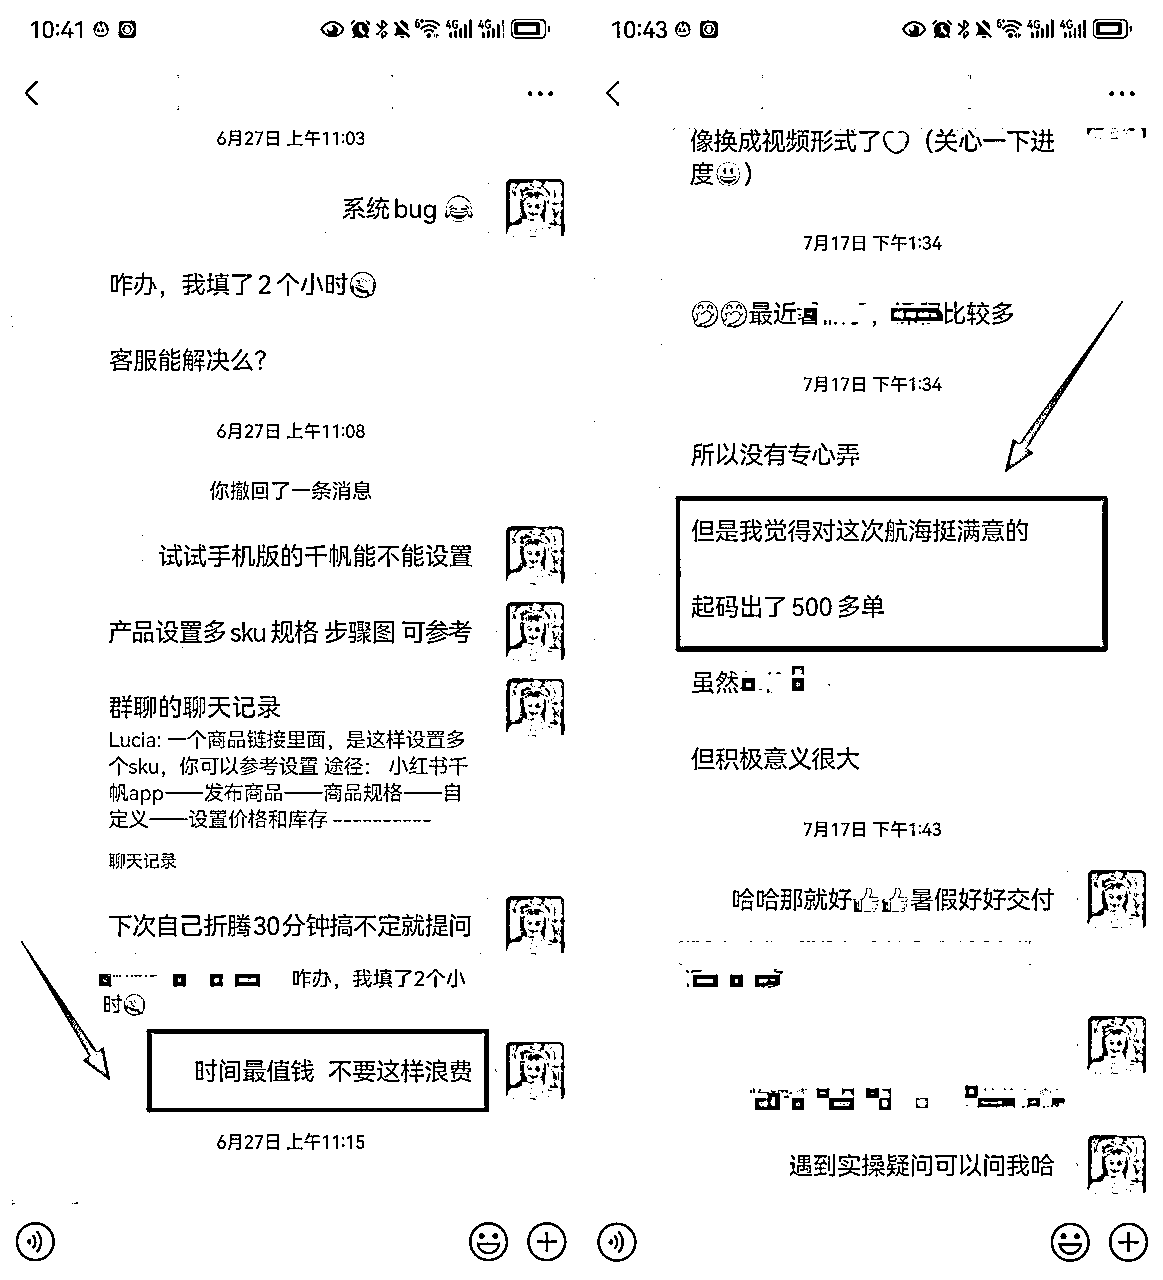 10:41
6月27日 上午11:03
系统bug 😂
咋办，我填了2个小时
客服能解决么？
6月27日 上午11:08
你撤回了一条消息
试试手机版的千帆能不能设置
产品设置多sku规格 步骤图 可参考
群聊的聊天记录
Lucia: 一个商品链接里面，是这样设置多
个sku，你可以参考设置 途径： 小红书千
帆app——发布商品——商品规格——自
定义——设置价格和库存 ----------
聊天记录
下次自己折腾30分钟搞不定就提问
咋办，我填了2个小
时
时间最值钱 不要这样浪费
6月27日 上午11:15
10:43
像换成视频形式了♡（关心一下进
度😃）
7月17日 下午1:34
🤭🤭最近
，
比较多
7月17日 下午1:34
所以没有专心弄
但是我觉得对这次航海挺满意的
起码出了500多单
虽然
但积极意义很大
7月17日 下午1:43
哈哈那就好👍👍暑假好好交付
遇到实操疑问可以问我哈